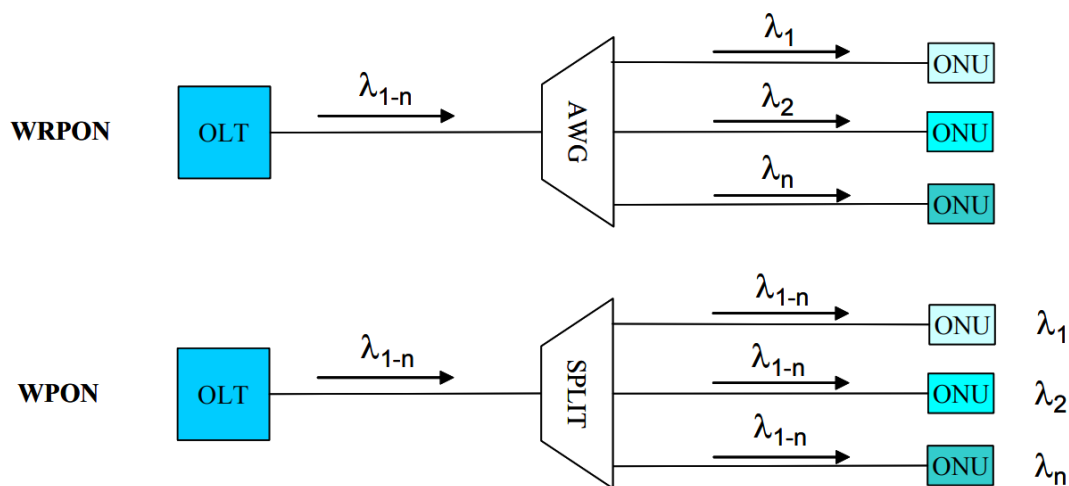 λ1-n
λ1
λ2
λn
WRPON
OLT
AWG
ONU
ONU
ONU
λ1-n
λ1-n
λ1-n
λ1-n
WPON
OLT
SPLIT
ONU
λ1
ONU
λ2
ONU
λn